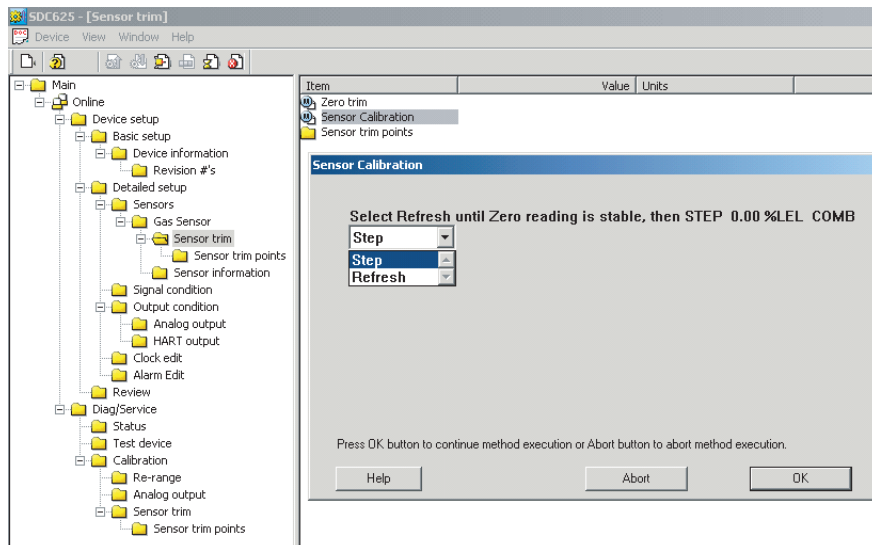 SDC625 - [Sensor trim]
Device View Window Help
Main
Online
Device setup
Basic setup
Device information
Revision #'s
Detailed setup
Sensors
Gas Sensor
Sensor trim
Sensor trim points
Sensor information
Signal condition
Output condition
Analog output
HART output
Clock edit
Alarm Edit
Review
Diag/Service
Status
Test device
Calibration
Re-range
Analog output
Sensor trim
Sensor trim points
Item Value Units
Zero trim
Sensor Calibration
Sensor trim points
Sensor Calibration
Select Refresh until Zero reading is stable, then STEP 0.00 %LEL COMB
Step
Step
Refresh
Press OK button to continue method execution or Abort button to abort method execution.
Help Abort OK